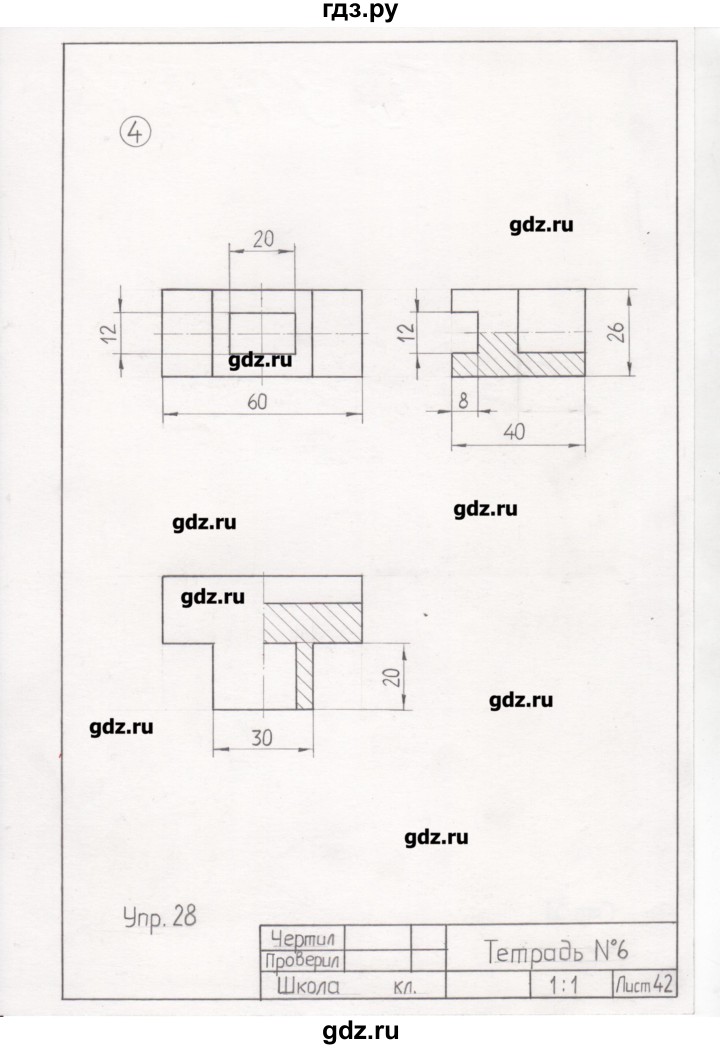 гдз.ру
4
gdz.ru
20
12
12
26
gdz.ru
60
8
40
gdz.ru
gdz.ru
gdz.ru
20
gdz.ru
gdz.ru
30
gdz.ru
Упр. 28
Чертил
Проверил
Школа кл.
Тетрадь №6
1:1
Лист 42
gdz.ru